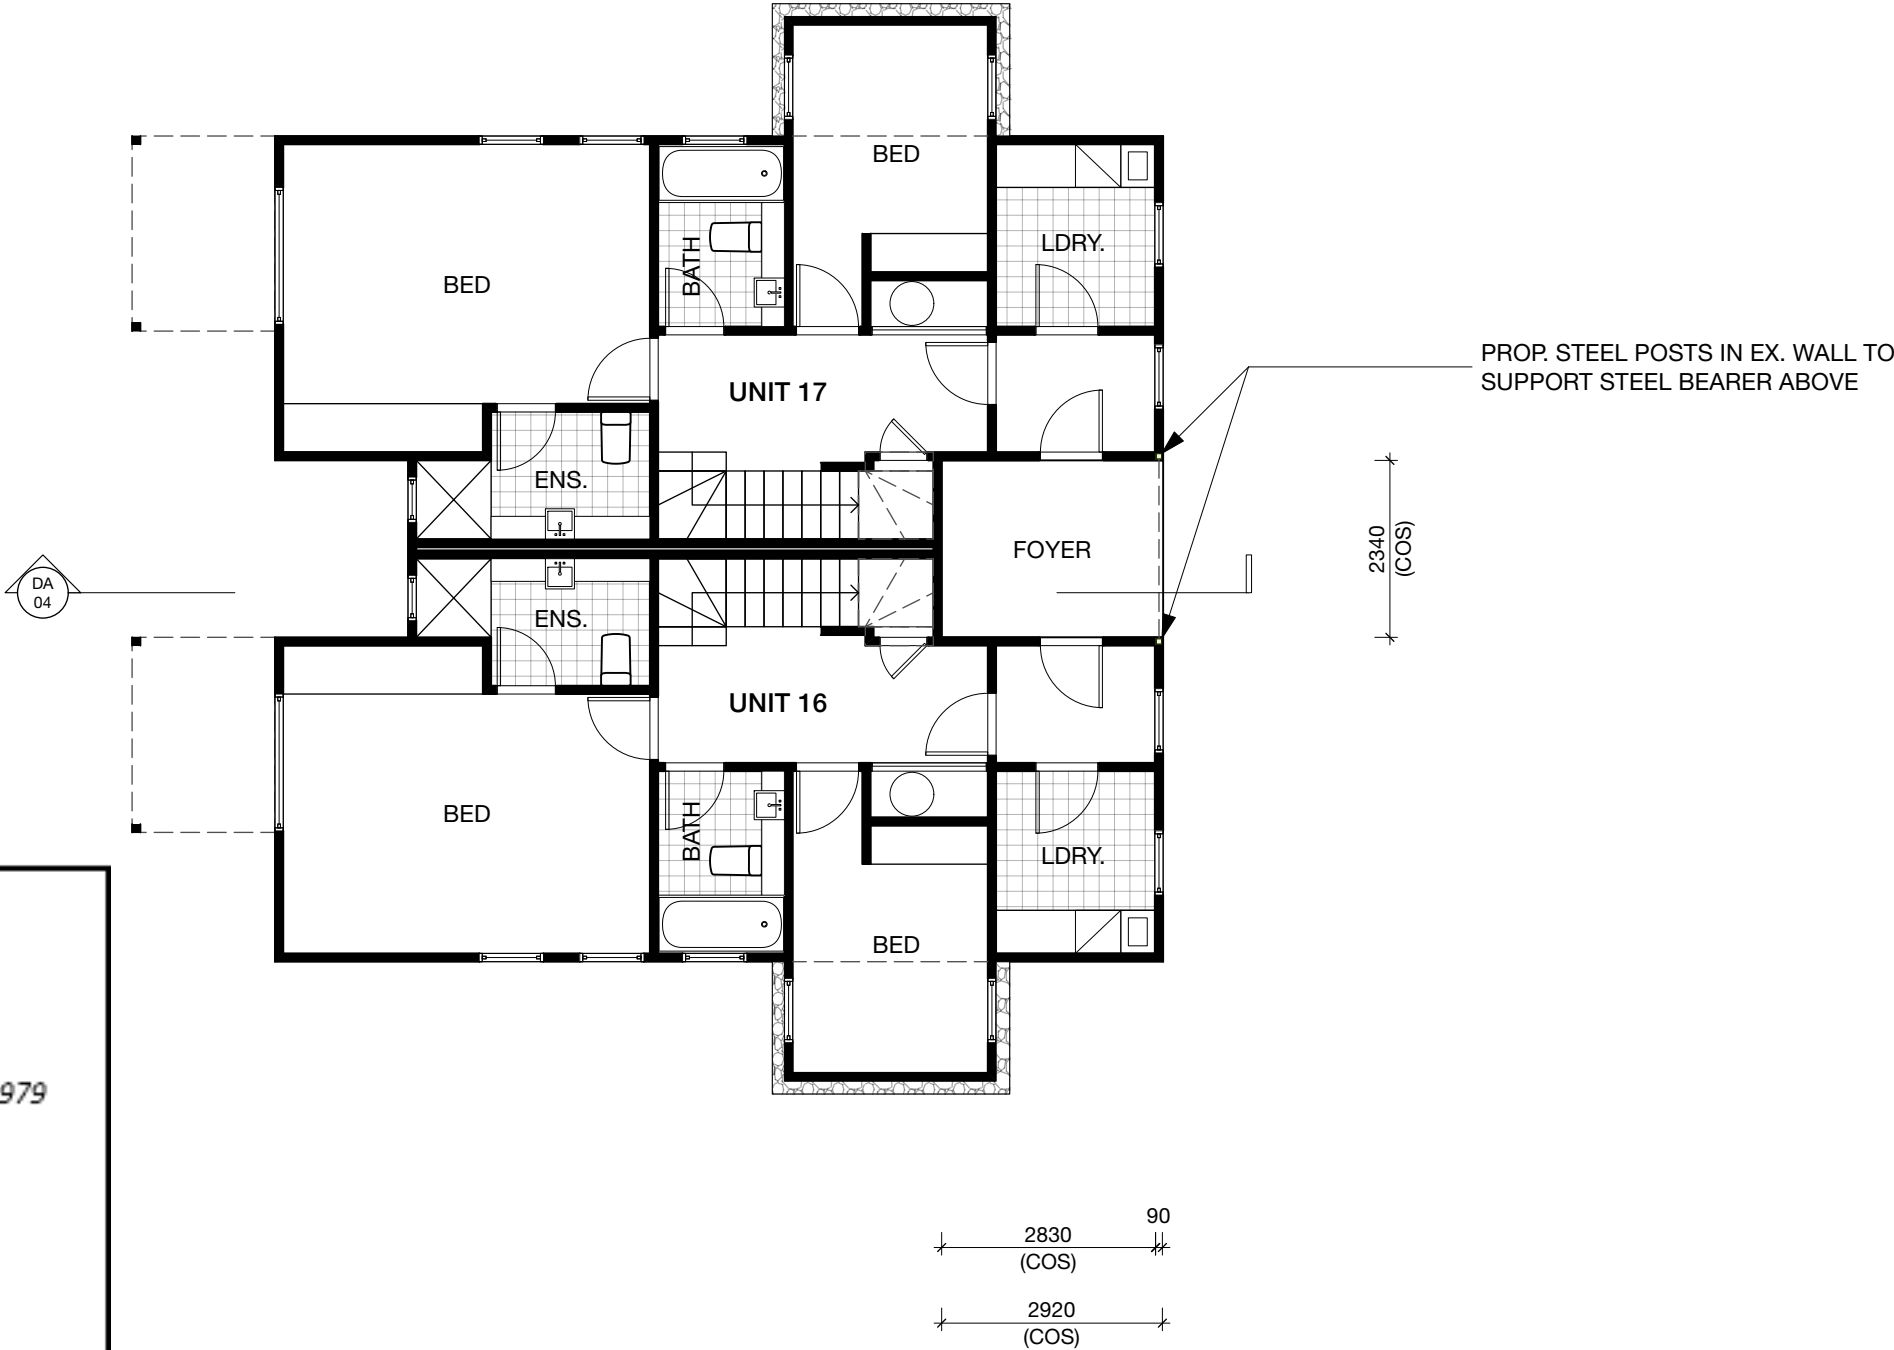 BED
BED
BATH
LDRY.
PROP. STEEL POSTS IN EX. WALL TO
SUPPORT STEEL BEARER ABOVE
UNIT 17
ENS.
FOYER
2340
(COS)
DA
04
ENS.
UNIT 16
BED
BATH
LDRY.
BED
979
90
2830
(COS)
2920
(COS)